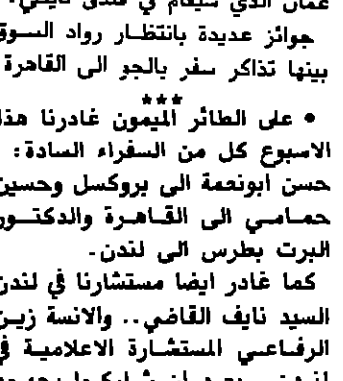 عمان الذي سيقام في فندق
جوائز عديدة بانتظار رواد السوق
بينها تذاكر سفر بالجو الى القاهرة
***
• على الطائر الميمون غادرنا هذا
الاسبوع كل من السفراء السادة:
حسن ابونعمة الى بروكسل وحسين
حمامي الى القاهرة والدكتور
البرت بطرس الى لندن.
كما غادر ايضا مستشارنا في لندن
السيد نايف القاضي.. والانسة زين
الرفاعي المستشارة الاعلامية في